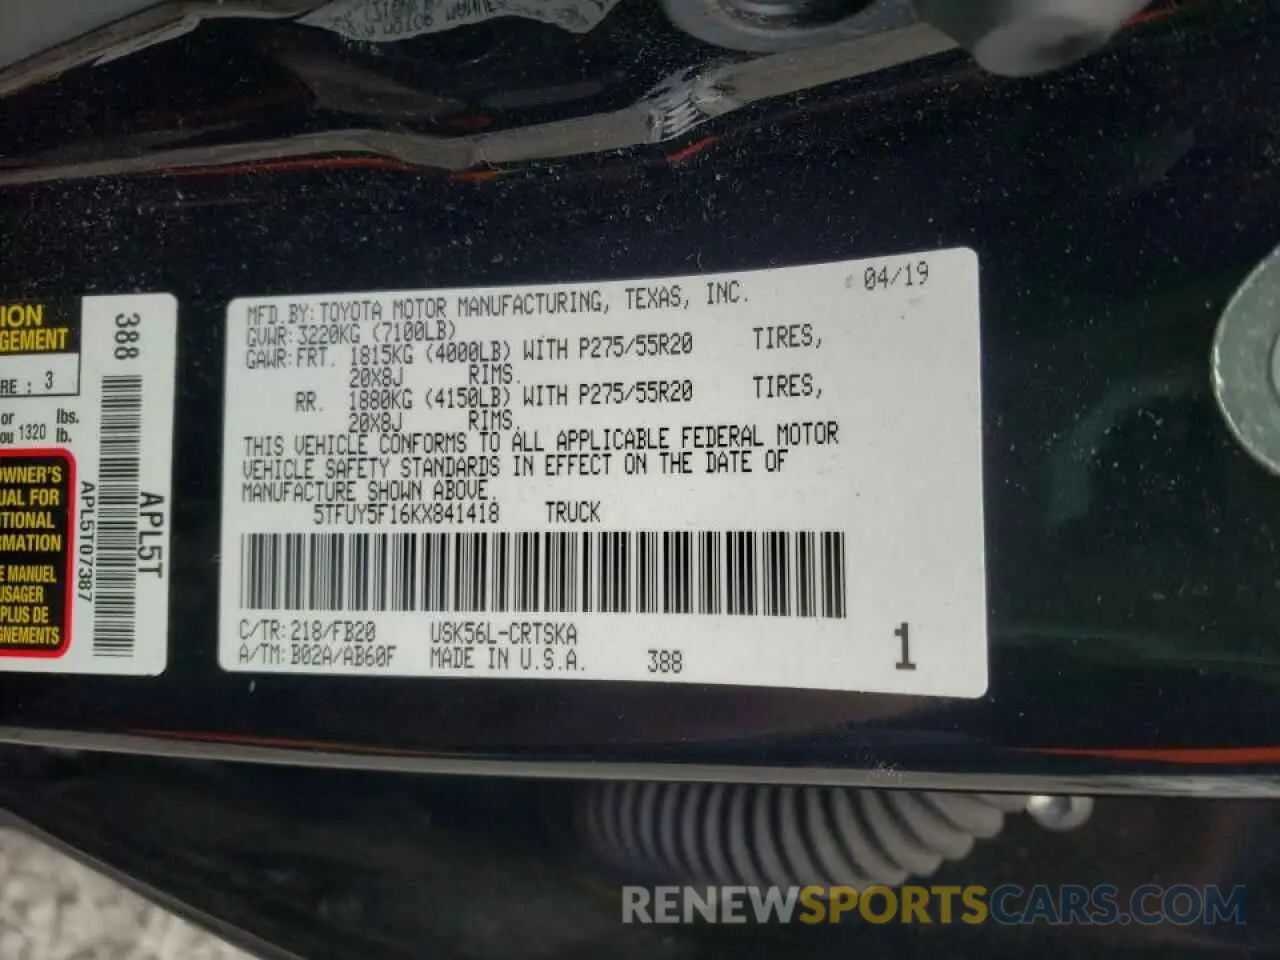 MFD.BY:TOYOTA MOTOR MANUFACTURING, TEXAS, INC. 04/19
GVWR:3220KG (7100LB)
GAWR:FRT. 1815KG (4000LB) WITH P275/55R20 TIRES,
20X8J RIMS.
RR. 1880KG (4150LB) WITH P275/55R20 TIRES,
20X8J RIMS.
THIS VEHICLE CONFORMS TO ALL APPLICABLE FEDERAL MOTOR
VEHICLE SAFETY STANDARDS IN EFFECT ON THE DATE OF
MANUFACTURE SHOWN ABOVE.
5TFUY5F16KX841418 TRUCK
C/TR:218/FB20 USK56L-CRTSKA
A/TM:B02A/AB60F MADE IN U.S.A. 388 1
388
APL5T
APL5T07387
ION
GEMENT
RE : 3
or lbs.
ou 1320 lb.
OWNER'S
UAL FOR
ITIONAL
RMATION
E MANUEL
USAGER
PLUS DE
GNEMENTS
RENEWSPORTSCARS.COM